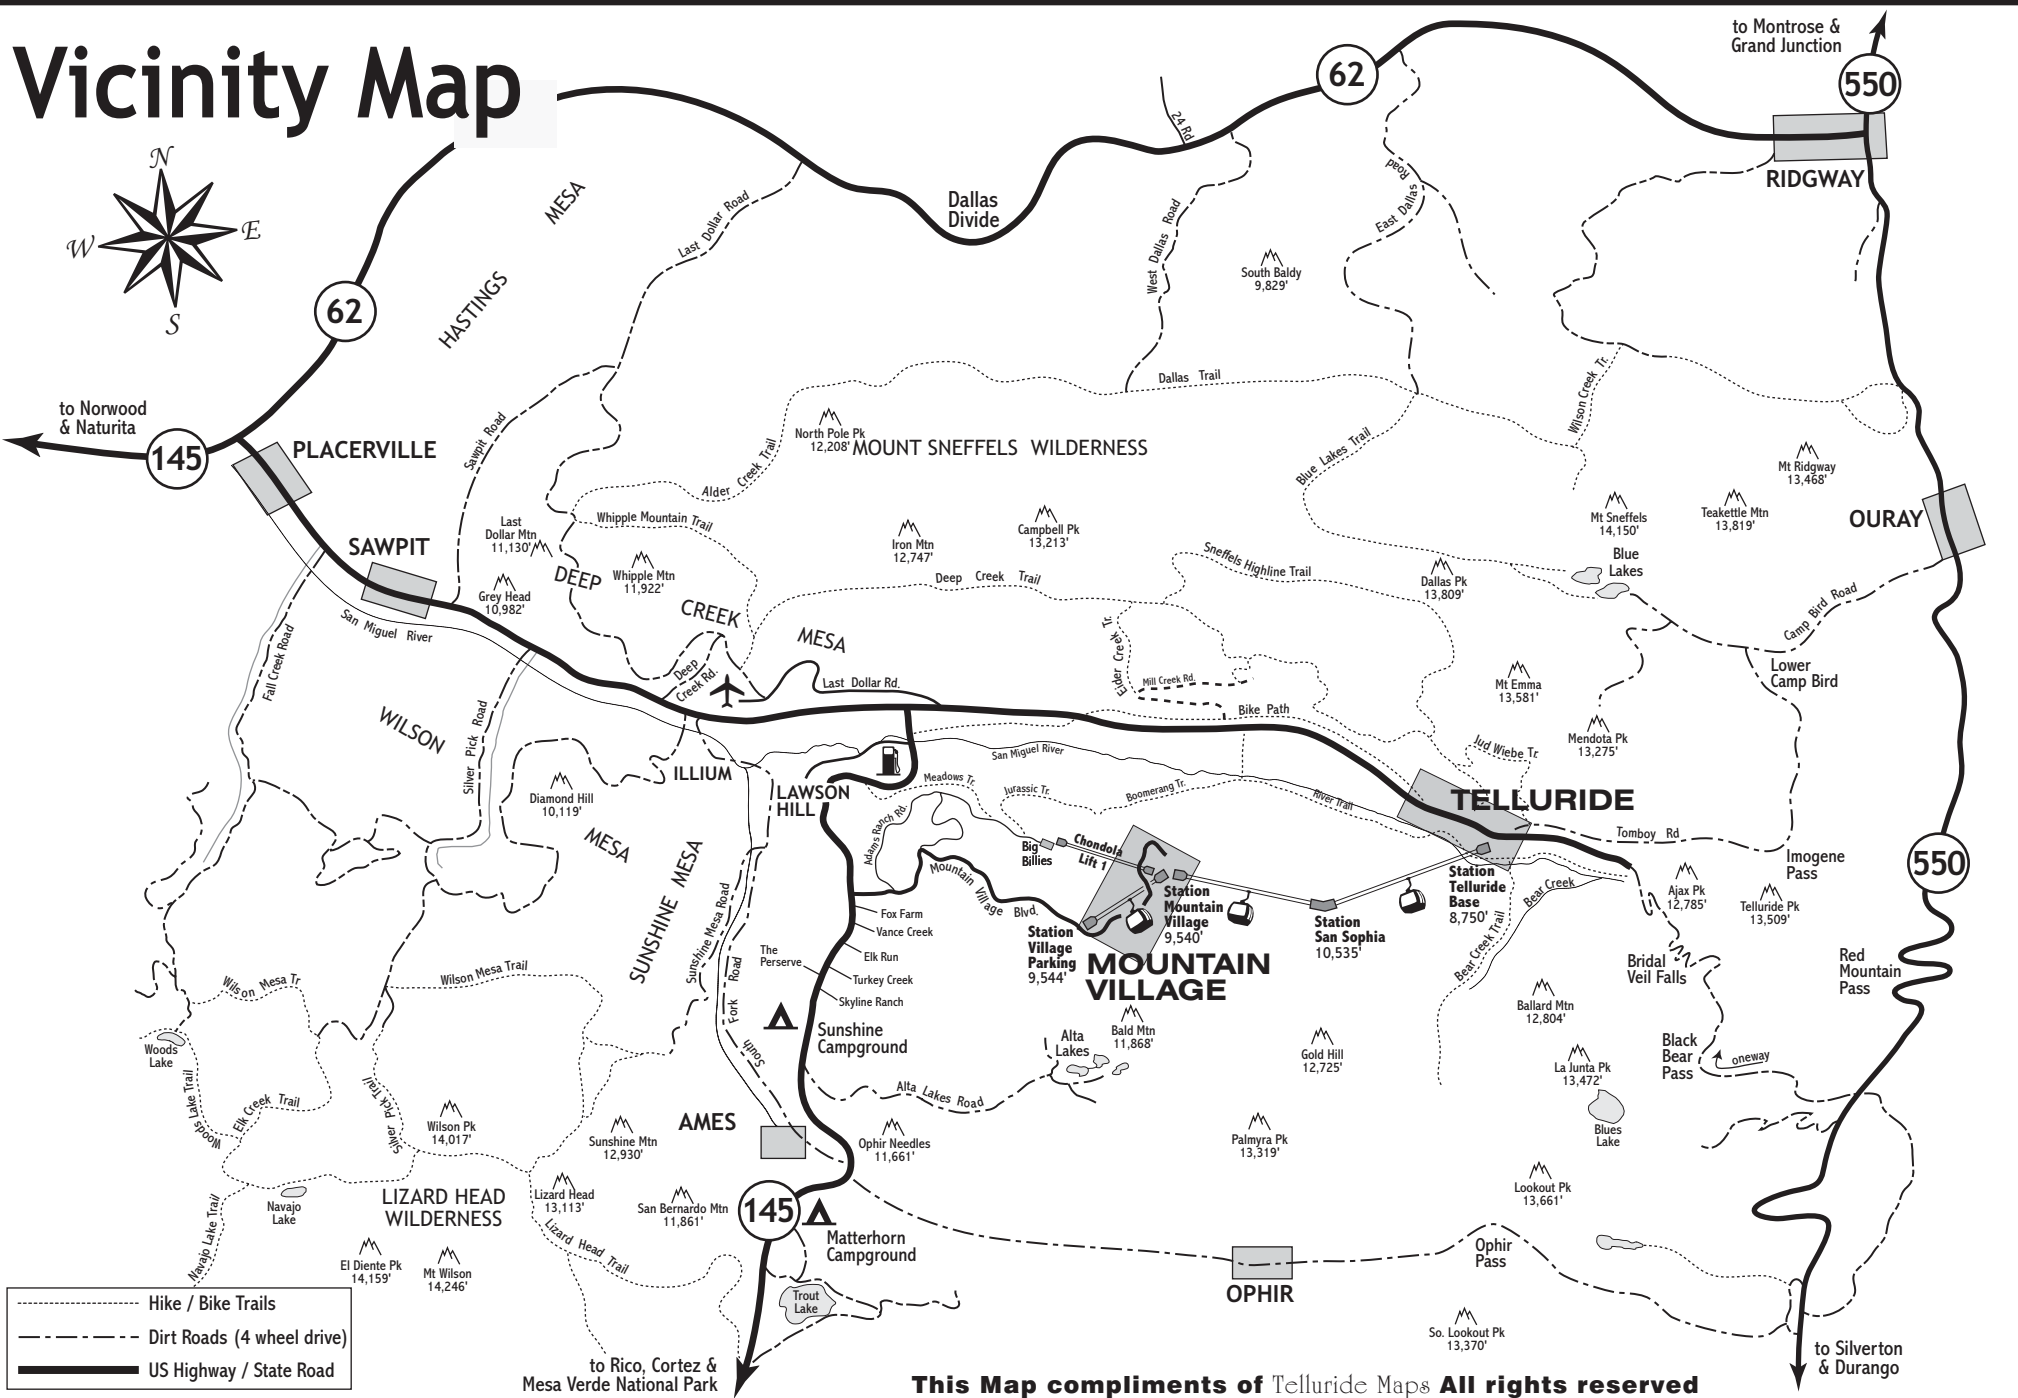 Vicinity Map
to Montrose &
Grand Junction
550
62
24 Rd
RIDGWAY
N
W
E
S
MESA
HASTINGS
Last Dollar Road
Dallas
Divide
West Dallas Road
East Dallas
Road
South Baldy
9,829'
62
to Norwood
& Naturita
145
PLACERVILLE
Sawpit Road
Dallas Trail
Wilson Creek Tr.
North Pole Pk
12,208'
MOUNT SNEFFELS WILDERNESS
Alder Creek Trail
Blue Lakes Trail
Mt Ridgway
13,468'
Whipple Mountain Trail
Last
Dollar Mtn
11,130'
Iron Mtn
12,747'
Campbell Pk
13,213'
Mt Sneffels
14,150'
Teakettle Mtn
13,819'
OURAY
SAWPIT
Grey Head
10,982'
DEEP
CREEK
MESA
Whipple Mtn
11,922'
Deep Creek Trail
Sneffels Highline Trail
Dallas Pk
13,809'
Blue
Lakes
Camp Bird Road
San Miguel River
Fall Creek Road
Deep
Creek Rd.
Last Dollar Rd.
Eider Creek Tr.
Mill Creek Rd.
Bike Path
Mt Emma
13,581'
Lower
Camp Bird
WILSON
MESA
Silver Pick Road
ILLIUM
Diamond Hill
10,119'
LAWSON
HILL
San Miguel River
Meadows Tr.
Jurassic Tr.
Boomerang Tr.
River Trail
Jud Wiebe Tr.
Mendota Pk
13,275'
TELLURIDE
Tomboy Rd
Imogene
Pass
550
SUNSHINE MESA
Sunshine Mesa Road
South Fork Road
Adams Ranch Rd.
Big
Billies
Chondola
Lift 1
Mountain Village Blvd.
Station
Mountain
Village
9,540'
Station
Village
Parking
9,544'
MOUNTAIN
VILLAGE
Station
San Sophia
10,535'
Station
Telluride
Base
8,750'
Bear Creek
Bear Creek Trail
Ajax Pk
12,785'
Telluride Pk
13,509'
Fox Farm
Vance Creek
Elk Run
The
Perserve
Turkey Creek
Skyline Ranch
Bridal
Veil Falls
Red
Mountain
Pass
Wilson Mesa Tr.
Wilson Mesa Trail
Sunshine
Campground
Alta
Lakes
Bald Mtn
11,868'
Gold Hill
12,725'
Ballard Mtn
12,804'
La Junta Pk
13,472'
Black
Bear
Pass
oneway
Woods
Lake
Woods Lake Trail
Elk Creek Trail
Silver Pick Trail
Wilson Pk
14,017'
Alta Lakes Road
AMES
Sunshine Mtn
12,930'
Ophir Needles
11,661'
Palmyra Pk
13,319'
Blues
Lake
Lookout Pk
13,661'
Navajo
Lake
Navajo Lake Trail
LIZARD HEAD
WILDERNESS
Lizard Head
13,113'
San Bernardo Mtn
11,861'
145
Matterhorn
Campground
Lizard Head Trail
El Diente Pk
14,159'
Mt Wilson
14,246'
Trout
Lake
OPHIR
Ophir
Pass
So. Lookout Pk
13,370'
Hike / Bike Trails
Dirt Roads (4 wheel drive)
US Highway / State Road
to Rico, Cortez &
Mesa Verde National Park
to Silverton
& Durango
This Map compliments of Telluride Maps All rights reserved